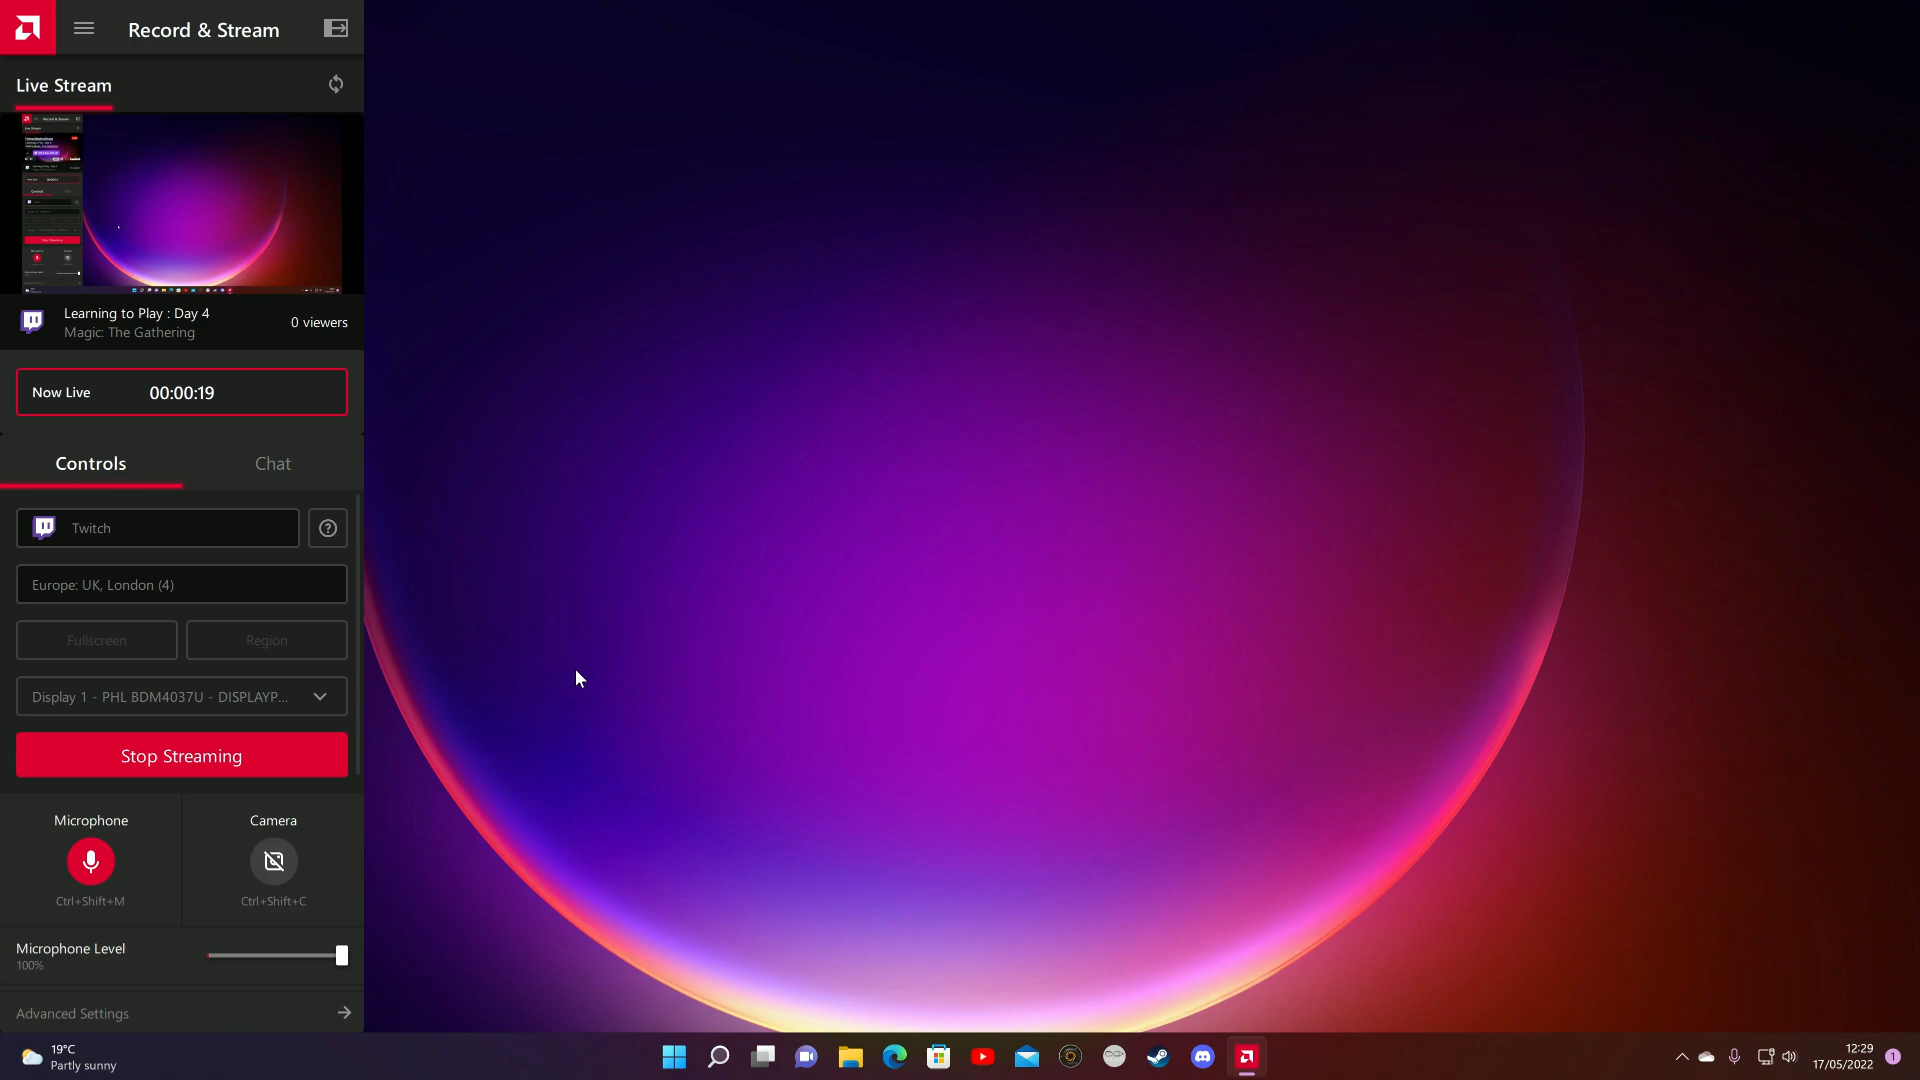 Record & Stream
Live Stream
Learning to Play : Day 4
Magic: The Gathering
0 viewers
Now Live 00:00:19
Controls Chat
Twitch
Europe: UK, London (4)
Fullscreen Region
Display 1 - PHL BDM4037U - DISPLAYP...
Stop Streaming
Microphone Camera
Ctrl+Shift+M Ctrl+Shift+C
Microphone Level
100%
Advanced Settings
19°C
Partly sunny
12:29
17/05/2022
1